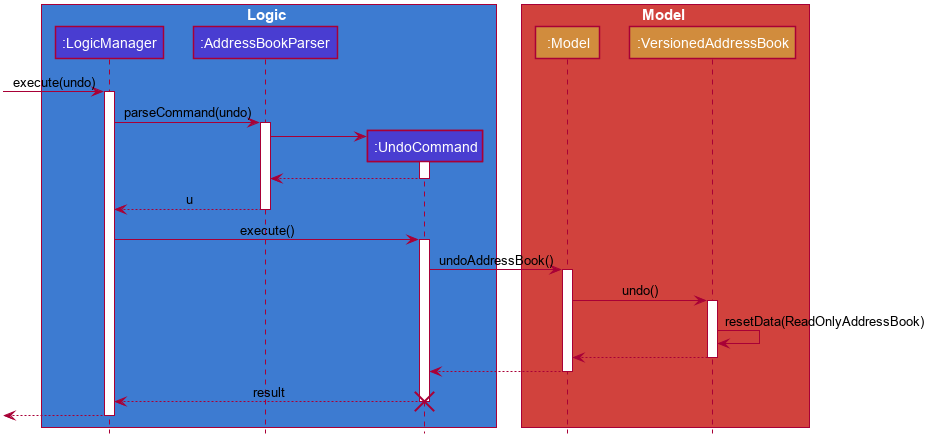 Logic
Model
:LogicManager
:AddressBookParser
:Model
:VersionedAddressBook
execute(undo)
parseCommand(undo)
:UndoCommand
u
execute()
undoAddressBook()
undo()
resetData(ReadOnlyAddressBook)
result